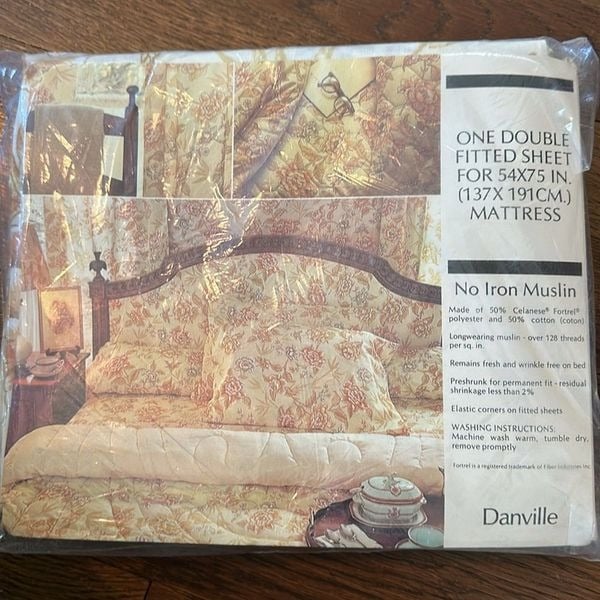 ONE DOUBLE
FITTED SHEET
FOR 54X75 IN.
(137X 191CM.)
MATTRESS
No Iron Muslin
Made of 50% Celanese® Fortrel®
polyester and 50% cotton (coton)
Longwearing muslin - over 128 threads
per sq. in.
Remains fresh and wrinkle free on bed
Preshrunk for permanent fit - residual
shrinkage less than 2%
Elastic corners on fitted sheets
WASHING INSTRUCTIONS:
Machine wash warm, tumble dry,
remove promptly
Fortrel is a registered trademark of Fiber Industries Inc
Danville